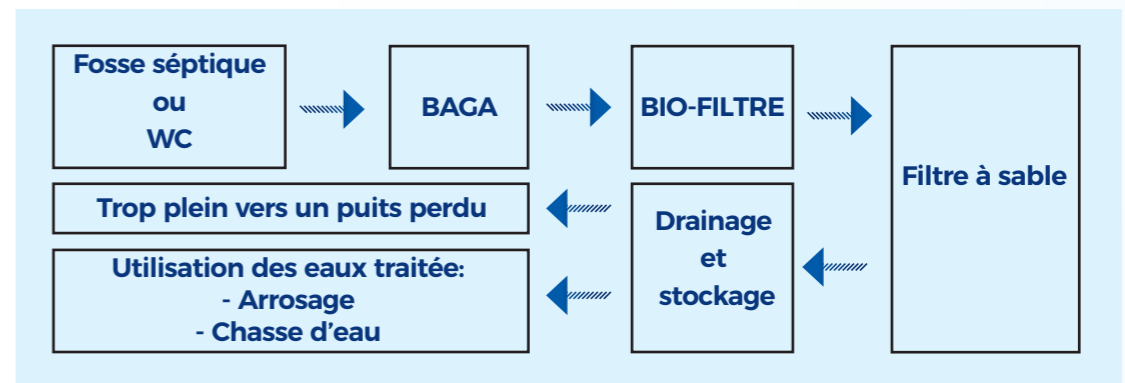 Fosse séptique
ou
WC
BAGA
BIO-FILTRE
Filtre à sable
Trop plein vers un puits perdu
Drainage
et
stockage
Utilisation des eaux traitée:
- Arrosage
- Chasse d'eau